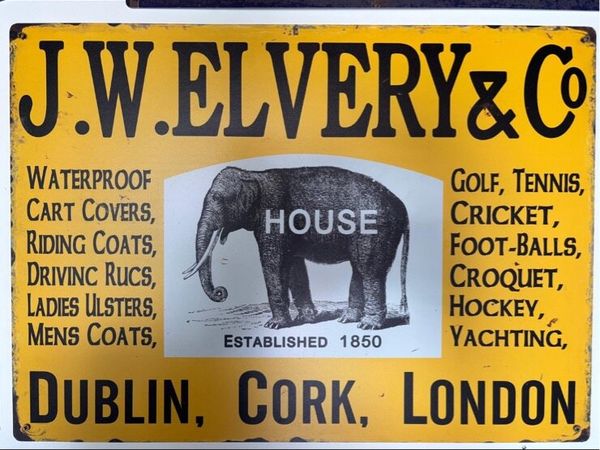 J.W.ELVERY & Co
WATERPROOF
CART COVERS,
RIDING COATS,
DRIVINC RUCS,
LADIES ULSTERS,
MENS COATS,
HOUSE
ESTABLISHED 1850
GOLF, TENNIS,
CRICKET,
FOOT-BALLS,
CROQUET,
HOCKEY,
YACHTING,
DUBLIN, CORK, LONDON